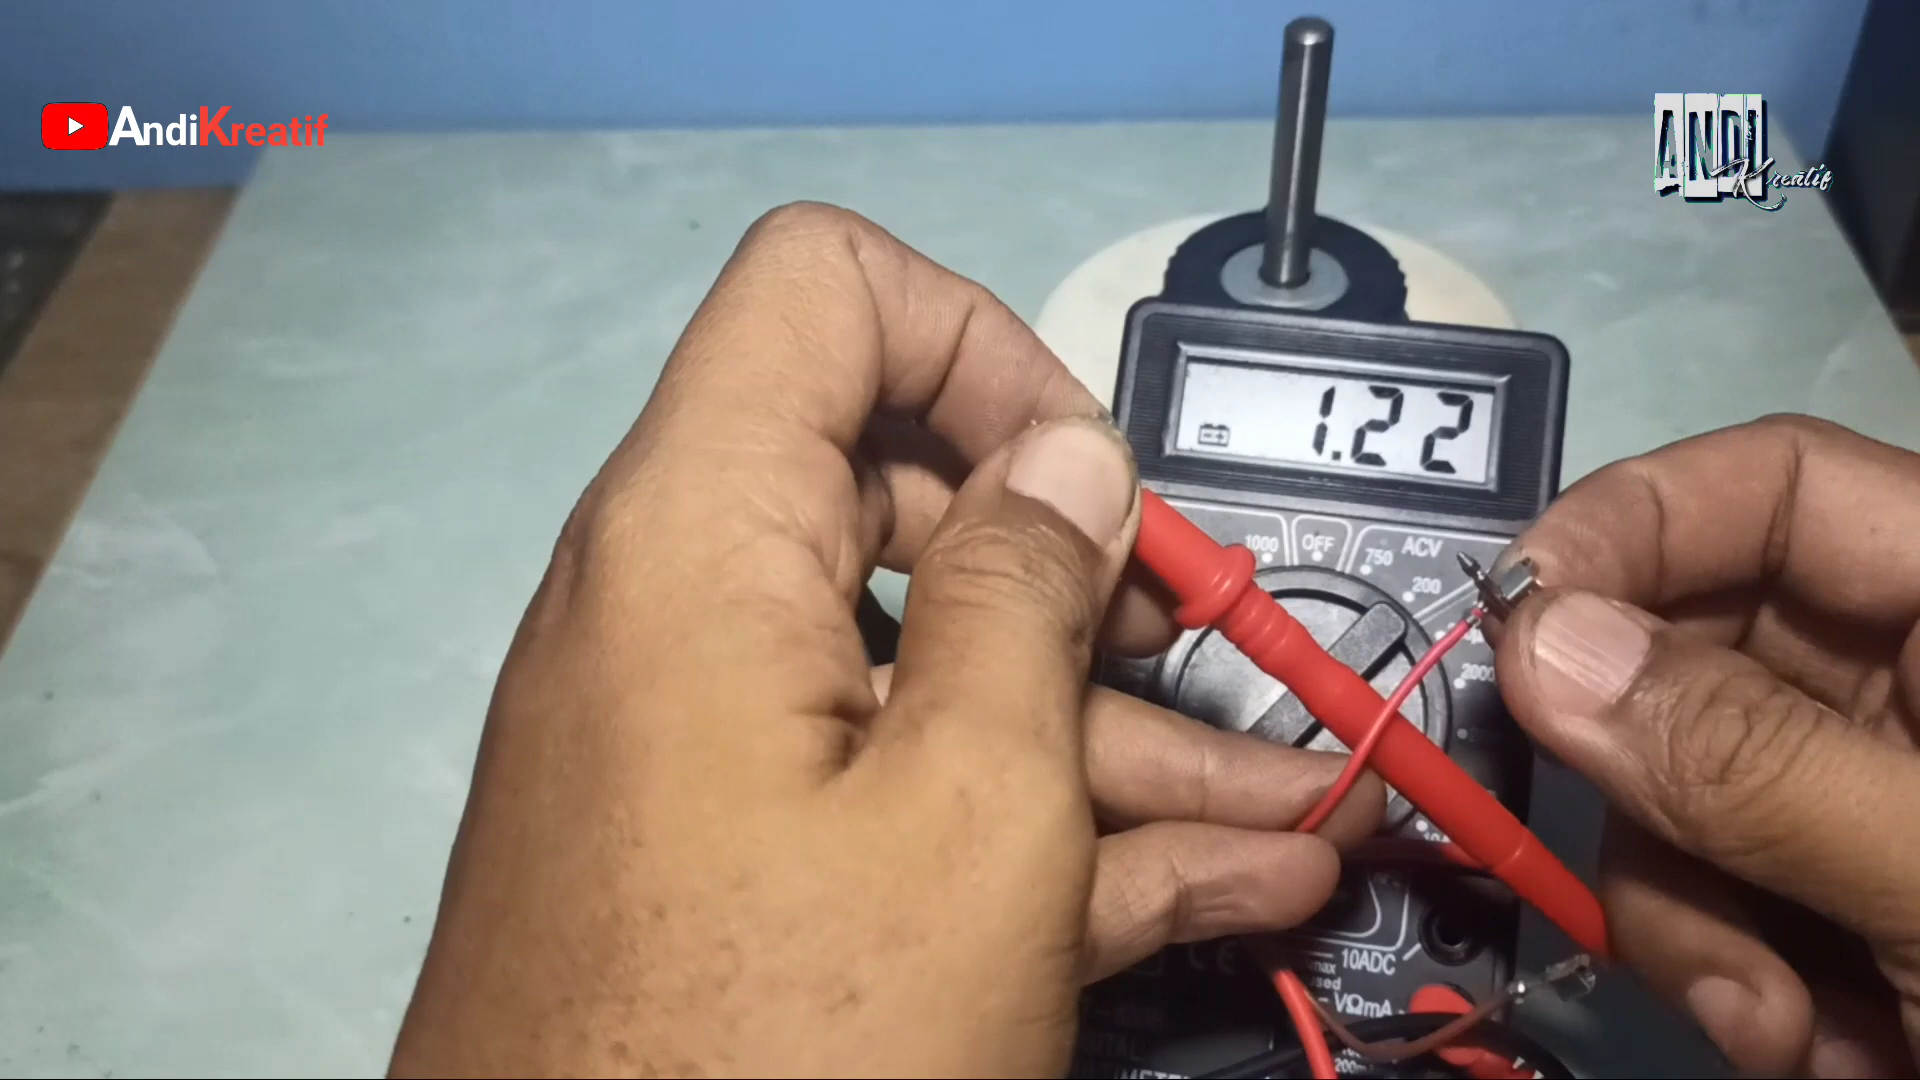 AndiKreatif
ANDI
Kreatif
1.22
1000
OFF
750
ACV
200
2000
10ADC
VΩmA